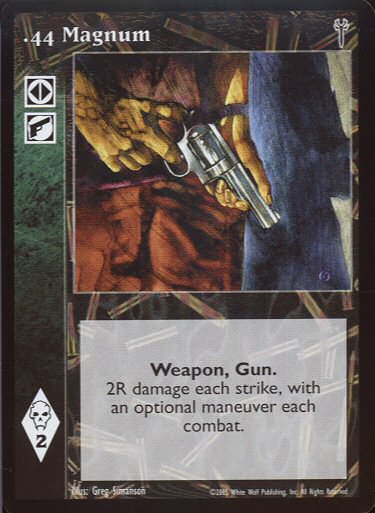 .44 Magnum
Weapon, Gun.
2R damage each strike, with
an optional maneuver each
combat.
2
Illus: Greg Simanson
©2005 White Wolf Publishing, Inc. All Rights Reserved